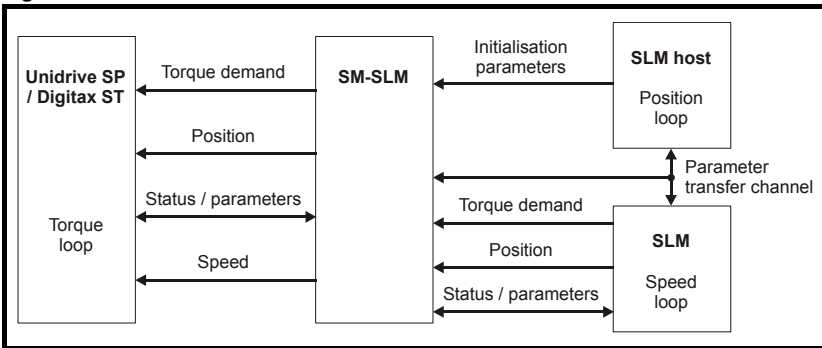 Unidrive SP
/ Digitax ST
Torque
loop
Torque demand
Position
Status / parameters
Speed
SM-SLM
Initialisation
parameters
SLM host
Position
loop
Parameter
transfer channel
Torque demand
Position
Status / parameters
SLM
Speed
loop